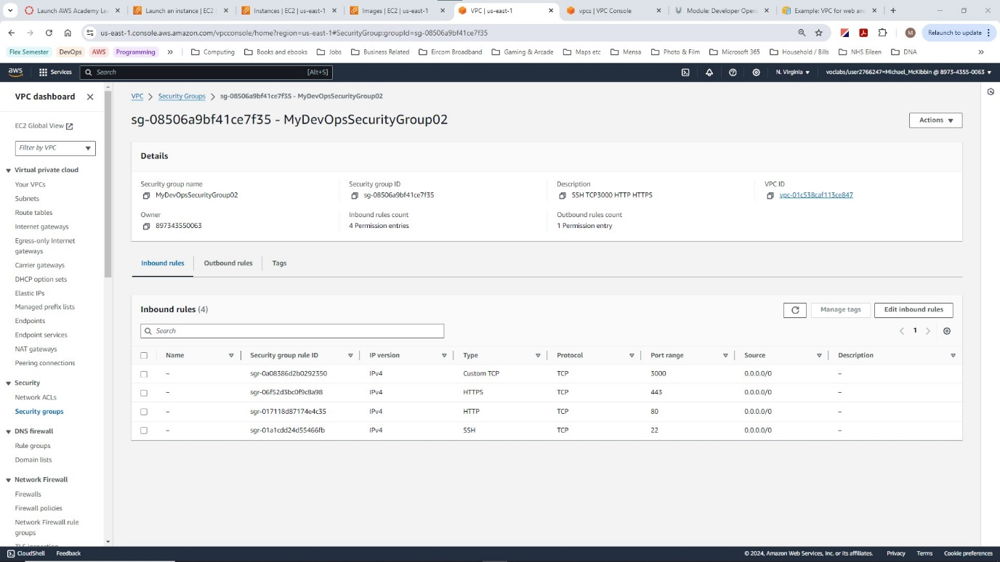 Launch AWS Academy Le
Launch an instance | EC2
Instances | EC2 | us-east-1
Images | EC2 | us-east-1
VPC | us-east-1
vpcs | VPC Console
Module: Developer Opera
Example: VPC for web and
us-east-1.console.aws.amazon.com/vpcconsole/home?region=us-east-1#SecurityGroup:groupId=sg-08506a9bf41ce7f35
M
Relaunch to update
Flex Semester DevOps AWS Programming » Computing Books and ebooks Jobs Business Related Eircom Broadband Gaming & Arcade Maps etc Mensa Photo & Film Microsoft 365 Household / Bills NHS Eileen DNA »
aws Services Search [Alt+S] N. Virginia voclabs/user2766247=Michael_McKibbin @ 8973-4355-0063
VPC dashboard
EC2 Global View
Filter by VPC
Virtual private cloud
Your VPCs
Subnets
Route tables
Internet gateways
Egress-only Internet
gateways
Carrier gateways
DHCP option sets
Elastic IPs
Managed prefix lists
Endpoints
Endpoint services
NAT gateways
Peering connections
Security
Network ACLs
Security groups
DNS firewall
Rule groups
Domain lists
Network Firewall
Firewalls
Firewall policies
Network Firewall rule
groups
TLS inspection
VPC > Security Groups > sg-08506a9bf41ce7f35 - MyDevOpsSecurityGroup02
sg-08506a9bf41ce7f35 - MyDevOpsSecurityGroup02
Actions
Details
Security group name
MyDevOpsSecurityGroup02
Security group ID
sg-08506a9bf41ce7f35
Description
SSH TCP3000 HTTP HTTPS
VPC ID
vpc-01c538caf113ce847
Owner
897343550063
Inbound rules count
4 Permission entries
Outbound rules count
1 Permission entry
Inbound rules Outbound rules Tags
Inbound rules (4)
Manage tags
Edit inbound rules
Search
1
Name Security group rule ID IP version Type Protocol Port range Source Description
– sgr-0a08386d2b0292350 IPv4 Custom TCP TCP 3000 0.0.0.0/0 –
– sgr-06f52d3bc0f9c8a98 IPv4 HTTPS TCP 443 0.0.0.0/0 –
– sgr-017118d87174e4c35 IPv4 HTTP TCP 80 0.0.0.0/0 –
– sgr-01a1cdd24d55466fb IPv4 SSH TCP 22 0.0.0.0/0 –
CloudShell Feedback © 2024, Amazon Web Services, Inc. or its affiliates. Privacy Terms Cookie preferences